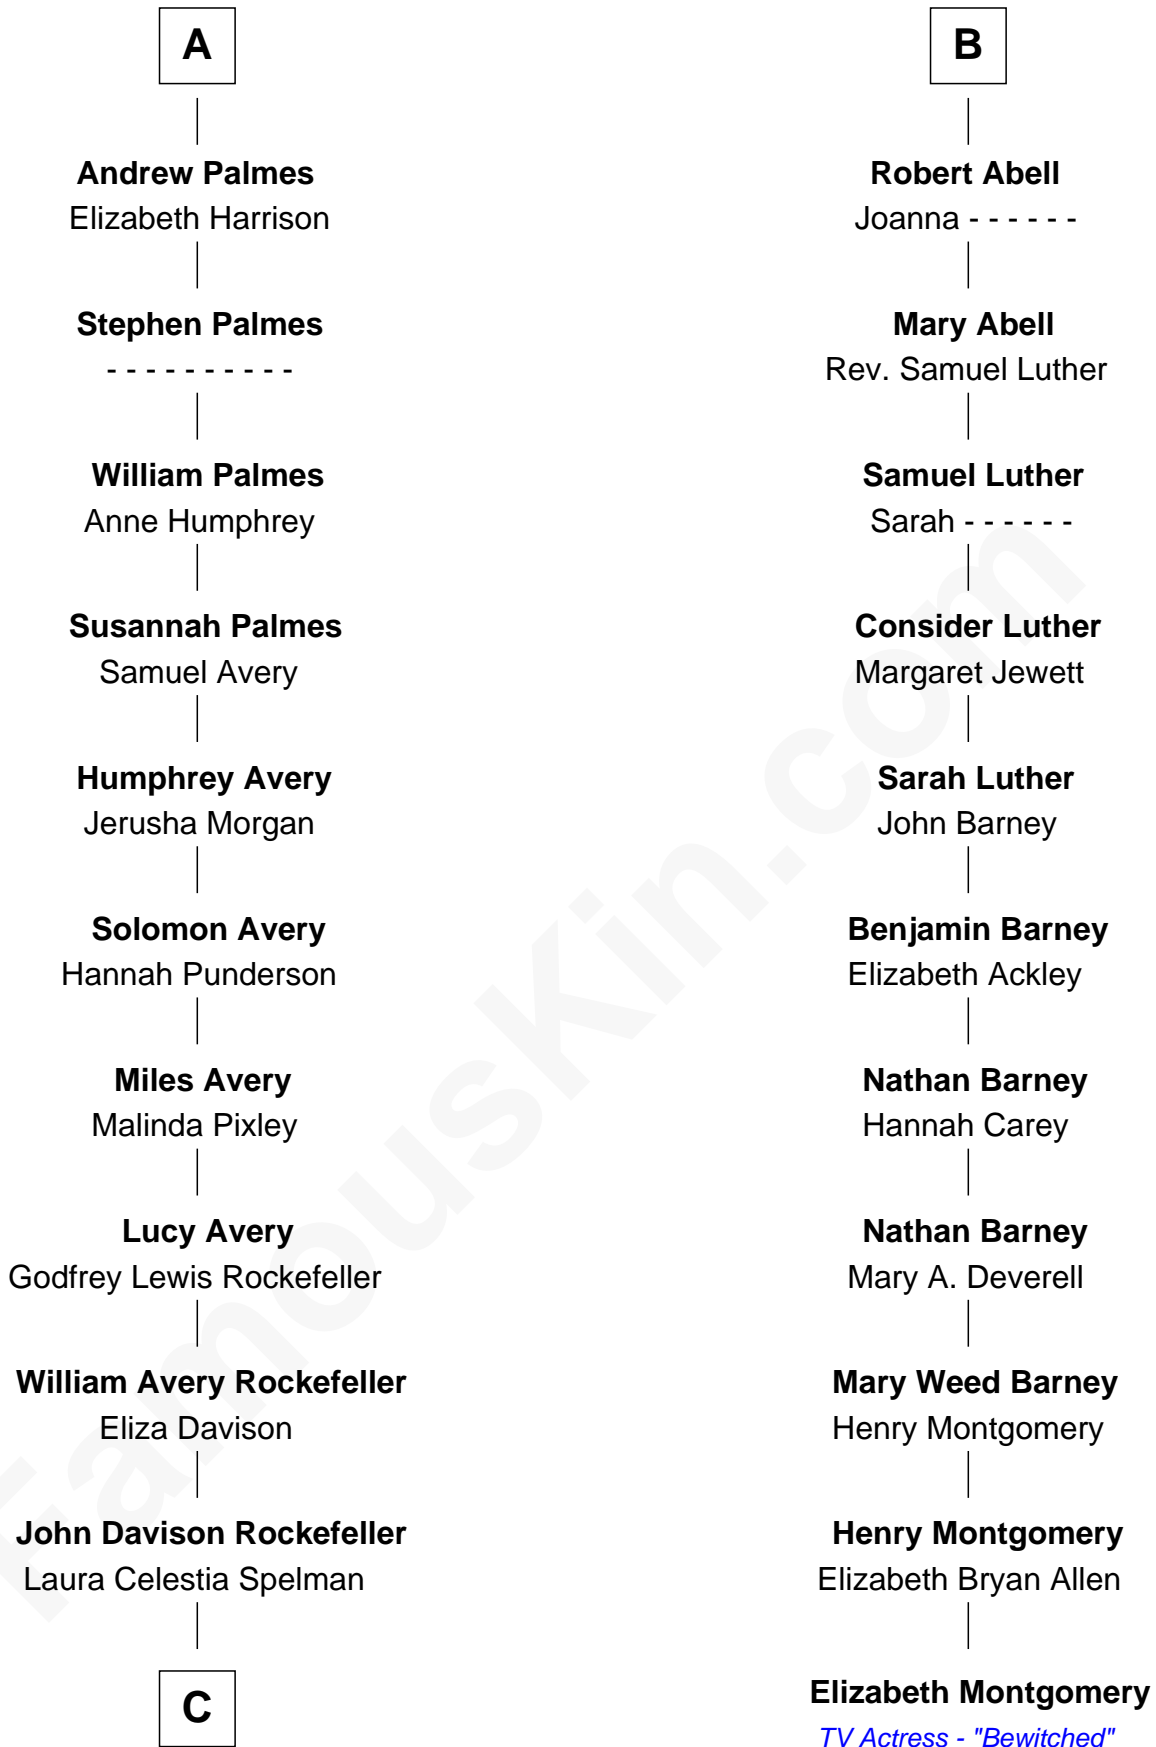 A
Andrew Palmes
Elizabeth Harrison
Stephen Palmes
- - - - - - - - - -
William Palmes
Anne Humphrey
Susannah Palmes
Samuel Avery
Humphrey Avery
Jerusha Morgan
Solomon Avery
Hannah Punderson
Miles Avery
Malinda Pixley
Lucy Avery
Godfrey Lewis Rockefeller
William Avery Rockefeller
Eliza Davison
John Davison Rockefeller
Laura Celestia Spelman
C
B
Robert Abell
Joanna - - - - - -
Mary Abell
Rev. Samuel Luther
Samuel Luther
Sarah - - - - - -
Consider Luther
Margaret Jewett
Sarah Luther
John Barney
Benjamin Barney
Elizabeth Ackley
Nathan Barney
Hannah Carey
Nathan Barney
Mary A. Deverell
Mary Weed Barney
Henry Montgomery
Henry Montgomery
Elizabeth Bryan Allen
Elizabeth Montgomery
TV Actress - "Bewitched"
FamousKin.com